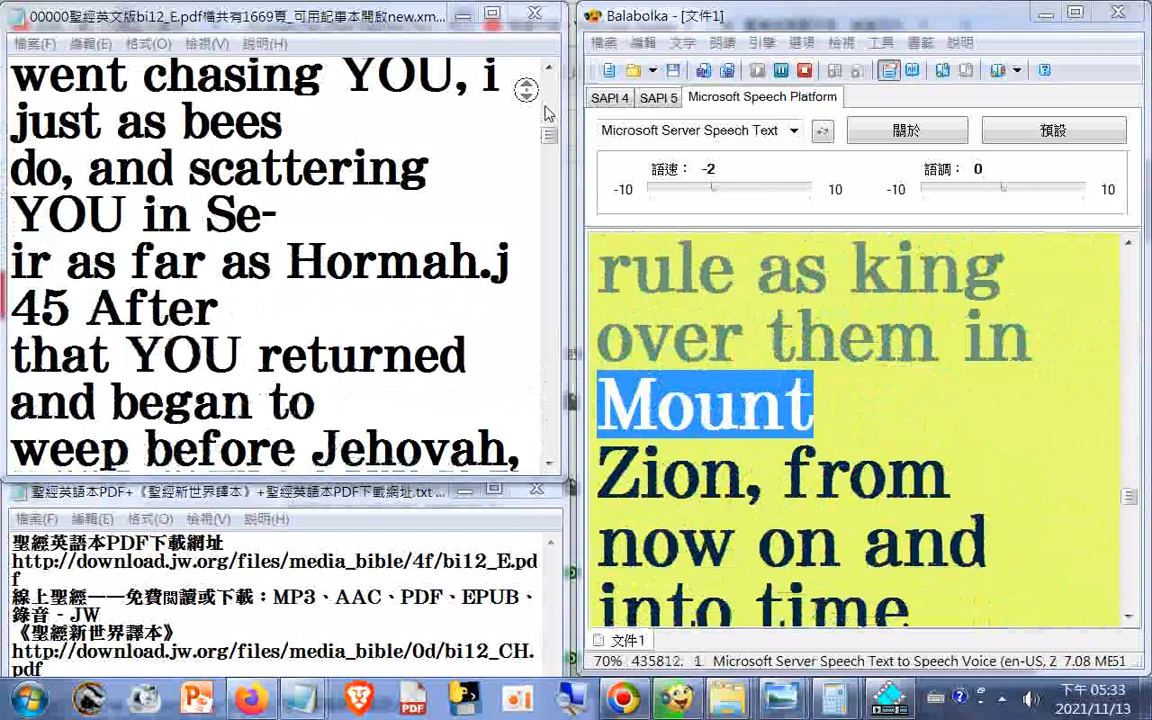 00000聖經英文版bi12_E.pdf檔共有1669頁_可用記事本開啟new.xm...
檔案(F) 編輯(E) 格式(O) 檢視(V) 說明(H)
went chasing YOU, i
just as bees
do, and scattering
YOU in Se-
ir as far as Hormah.j
45 After
that YOU returned
and began to
weep before Jehovah,
聖經英語本PDF+《聖經新世界譯本》+聖經英語本PDF下載網址.txt ...
檔案(F) 編輯(E) 格式(O) 檢視(V) 說明(H)
聖經英語本PDF下載網址
http://download.jw.org/files/media_bible/4f/bi12_E.pd
f
線上聖經——免費閱讀或下載：MP3、AAC、PDF、EPUB、
錄音 - JW
《聖經新世界譯本》
http://download.jw.org/files/media_bible/0d/bi12_CH.
pdf
Balabolka - [文件1]
檔案 編輯 文字 朗讀 引擎 選項 檢視 工具 書籤 說明
SAPI 4 SAPI 5 Microsoft Speech Platform
Microsoft Server Speech Text 關於 預設
語速： -2 語調： 0
-10 10 -10 10
rule as king
over them in
Mount
Zion, from
now on and
into time
文件1
70% 435812. 1 Microsoft Server Speech Text to Speech Voice (en-US, Z 7.08 ME51
下午 05:33
2021/11/13